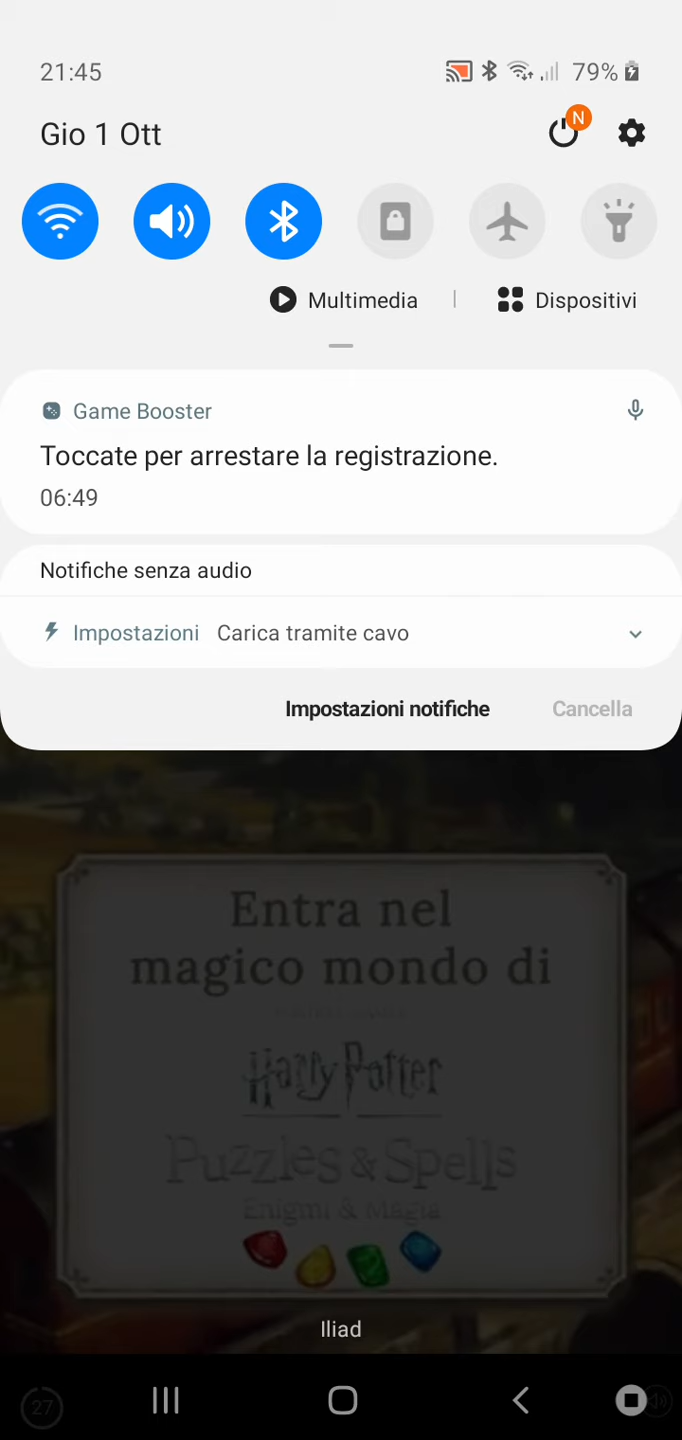 21:45
79%
Gio 1 Ott
N
Multimedia
Dispositivi
Game Booster
Toccate per arrestare la registrazione.
06:49
Notifiche senza audio
Impostazioni Carica tramite cavo
Impostazioni notifiche Cancella
Entra nel
magico mondo di
Harry Potter
Puzzles & Spells
Enigmi & Magia
Iliad
27